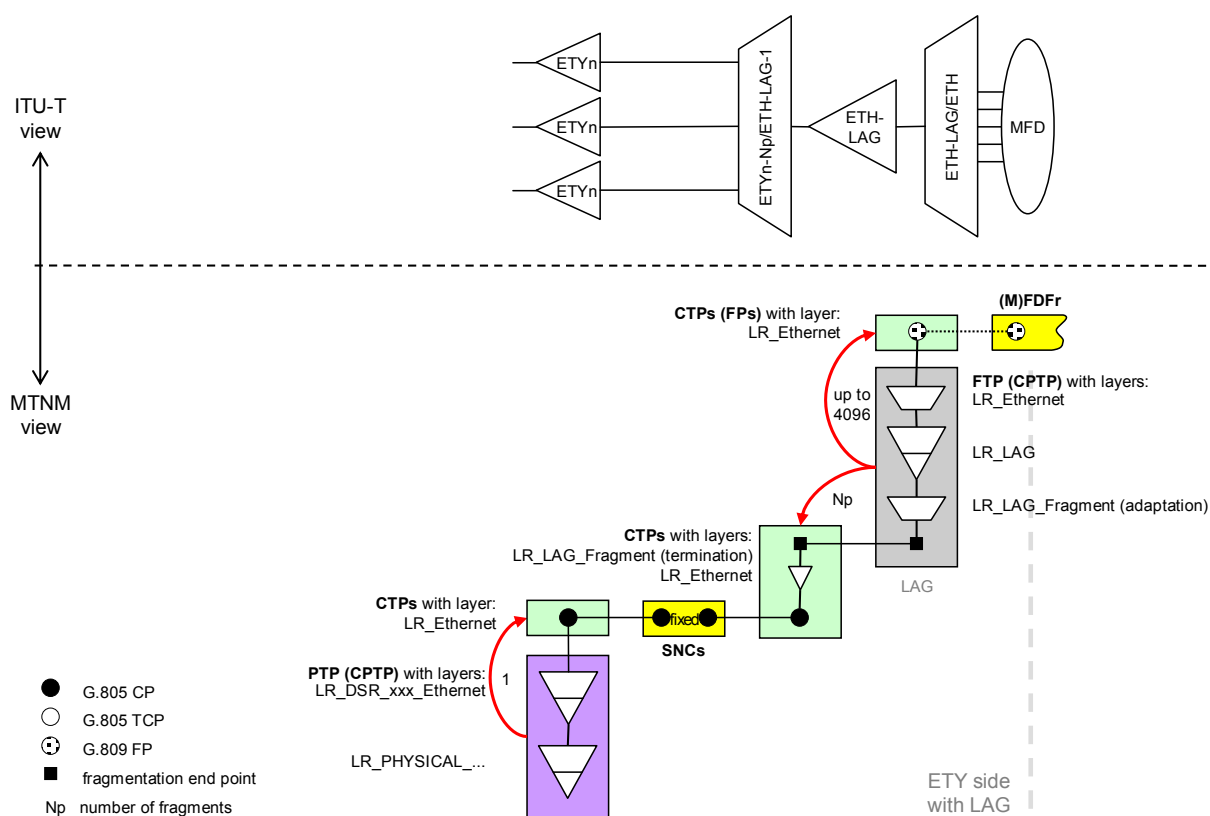 ITU-T
view
MTNM
view
ETYn
ETYn
ETYn
ETYn-Np/ETH-LAG-1
ETH-
LAG
ETH-LAG/ETH
MFD
(M)FDFr
CTPs (FPs) with layer:
LR_Ethernet
up to
4096
FTP (CPTP) with layers:
LR_Ethernet
LR_LAG
LR_LAG_Fragment (adaptation)
Np
LAG
CTPs with layers:
LR_LAG_Fragment (termination)
LR_Ethernet
CTPs with layer:
LR_Ethernet
fixed
SNCs
PTP (CPTP) with layers:
LR_DSR_xxx_Ethernet
1
LR_PHYSICAL_...
G.805 CP
G.805 TCP
G.809 FP
fragmentation end point
Np number of fragments
ETY side
with LAG